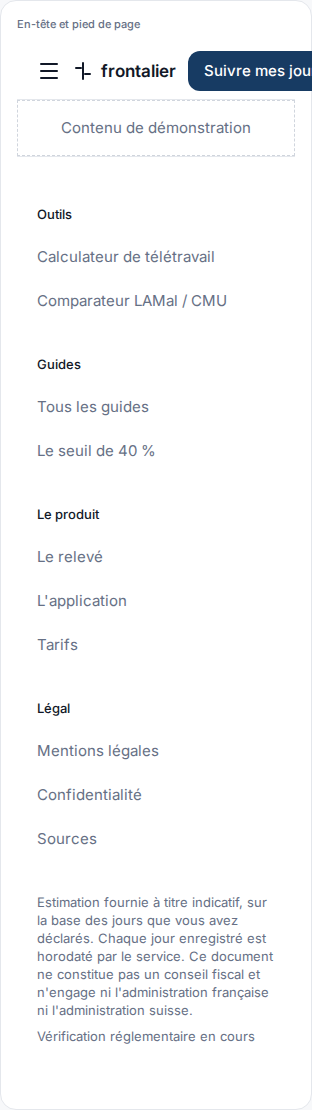 En-tête et pied de page
frontalier
Suivre mes jou
Contenu de démonstration
Outils
Calculateur de télétravail
Comparateur LAMal / CMU
Guides
Tous les guides
Le seuil de 40 %
Le produit
Le relevé
L'application
Tarifs
Légal
Mentions légales
Confidentialité
Sources
Estimation fournie à titre indicatif, sur
la base des jours que vous avez
déclarés. Chaque jour enregistré est
horodaté par le service. Ce document
ne constitue pas un conseil fiscal et
n'engage ni l'administration française
ni l'administration suisse.
Vérification réglementaire en cours